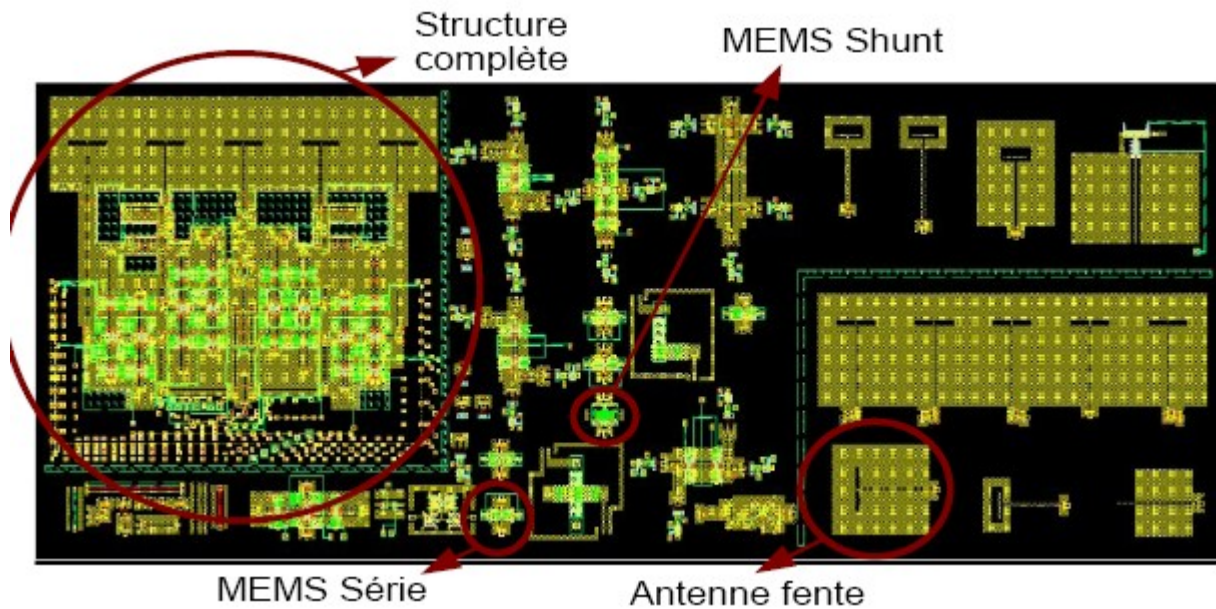 Structure
complète
MEMS Shunt
MEMS Série
Antenne fente